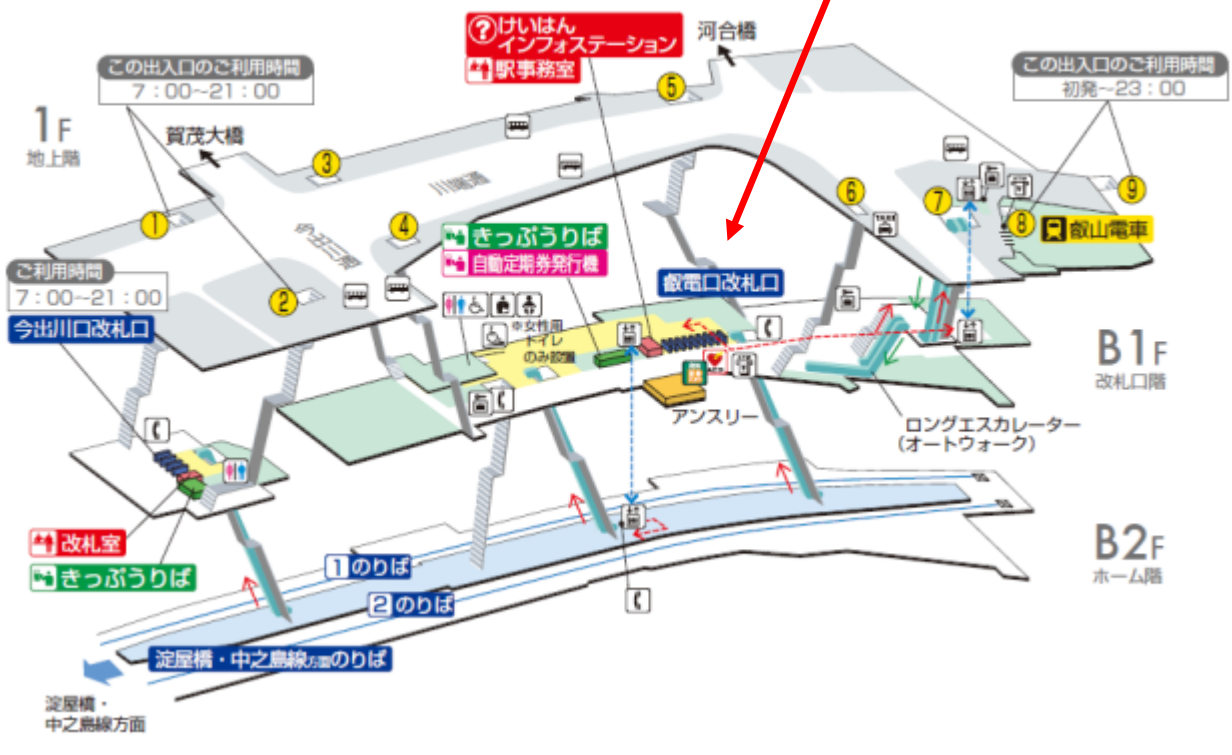 けいはん
インフォステーション
駅事務室
河合橋
この出入口のご利用時間
7：00～21：00
この出入口のご利用時間
初発～23：00
1F
地上階
賀茂大橋
5
3
川端通
1
4
今出川通
6
7
9
8
叡山電車
TAXI
きっぷうりば
自動定期券発行機
叡電口改札口
ご利用時間
7：00～21：00
今出川口改札口
2
※女性用
トイレ
のみ設置
B1F
改札口階
アンスリー
ロングエスカレーター
（オートウォーク）
改札室
きっぷうりば
1 のりば
2 のりば
B2F
ホーム階
淀屋橋・中之島線方面のりば
淀屋橋・
中之島線方面